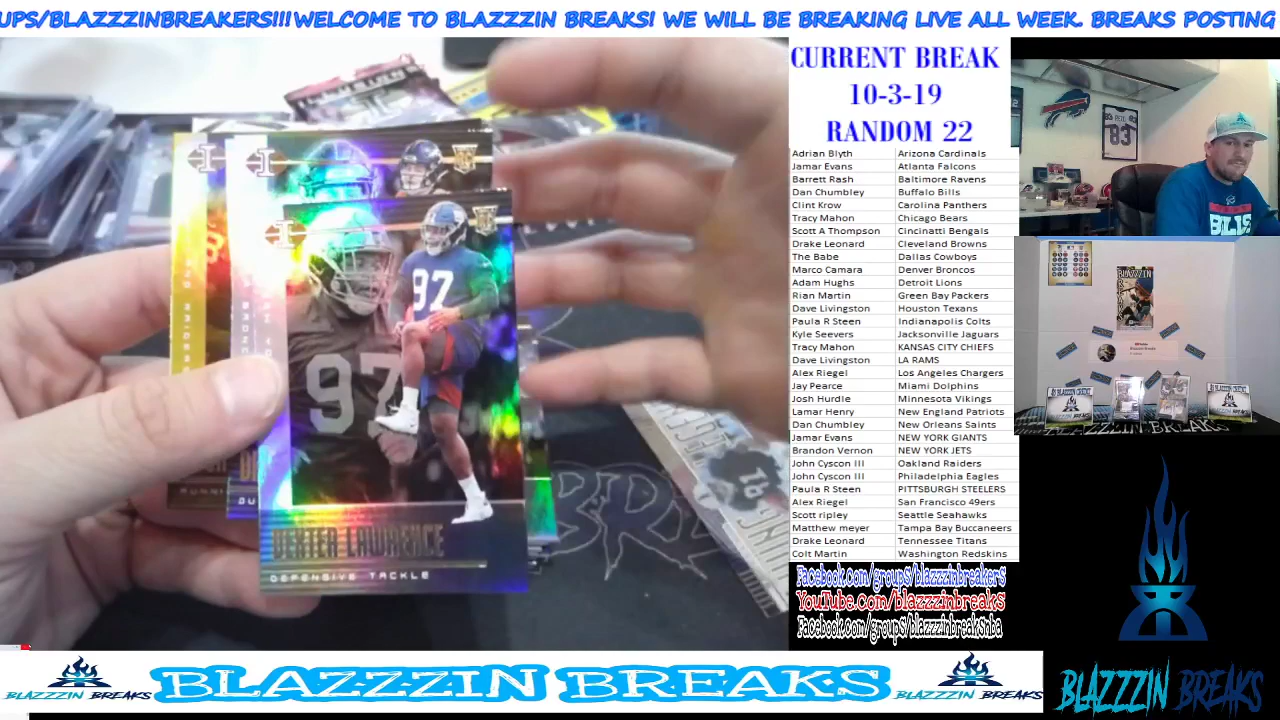 UPS/BLAZZZINBREAKERS!!! WELCOME TO BLAZZZIN BREAKS! WE WILL BE BREAKING LIVE ALL WEEK. BREAKS POSTING
CURRENT BREAK
10-3-19
RANDOM 22
Adrian Blyth Arizona Cardinals
Jamar Evans Atlanta Falcons
Barrett Rash Baltimore Ravens
Dan Chumbley Buffalo Bills
Clint Krow Carolina Panthers
Tracy Mahon Chicago Bears
Scott A Thompson Cincinatti Bengals
Drake Leonard Cleveland Browns
The Babe Dallas Cowboys
Marco Camara Denver Broncos
Adam Hughs Detroit Lions
Rian Martin Green Bay Packers
Dave Livingston Houston Texans
Paula R Steen Indianapolis Colts
Kyle Seevers Jacksonville Jaguars
Tracy Mahon KANSAS CITY CHIEFS
Dave Livingston LA RAMS
Alex Riegel Los Angeles Chargers
Jay Pearce Miami Dolphins
Josh Hurdle Minnesota Vikings
Lamar Henry New England Patriots
Dan Chumbley New Orleans Saints
Jamar Evans NEW YORK GIANTS
Brandon Vernon NEW YORK JETS
John Cyscon III Oakland Raiders
John Cyscon III Philadelphia Eagles
Paula R Steen PITTSBURGH STEELERS
Alex Riegel San Francisco 49ers
Scott ripley Seattle Seahawks
Matthew meyer Tampa Bay Buccaneers
Drake Leonard Tennessee Titans
Colt Martin Washington Redskins
Facebook.Com/groups/blazzzinbreakers
YouTube.Com/blazzzinbreaks
Facebook.Com/groups/blazzzinbreaksnba
97
97
DEXTER LAWRENCE
DEFENSIVE TACKLE
83
BILLS
BLAZZZIN
BLAZZZIN BREAKS
BLAZZZIN BREAKS
BLAZZZIN BREAKS
BLAZZZIN BREAKS